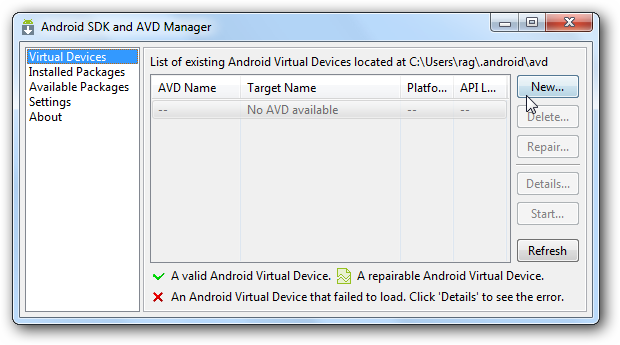 Android SDK and AVD Manager
Virtual Devices
Installed Packages
Available Packages
Settings
About
List of existing Android Virtual Devices located at C:\Users\rag\.android\avd
AVD Name Target Name Platfo... API L...
-- No AVD available -- --
New...
Delete...
Repair...
Details...
Start...
Refresh
A valid Android Virtual Device. A repairable Android Virtual Device.
An Android Virtual Device that failed to load. Click 'Details' to see the error.